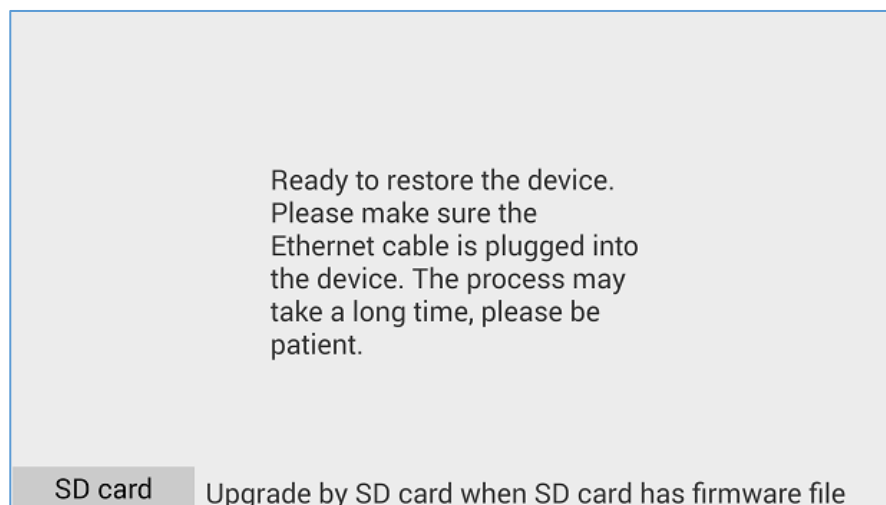 Ready to restore the device.
Please make sure the
Ethernet cable is plugged into
the device. The process may
take a long time, please be
patient.
SD card
Upgrade by SD card when SD card has firmware file